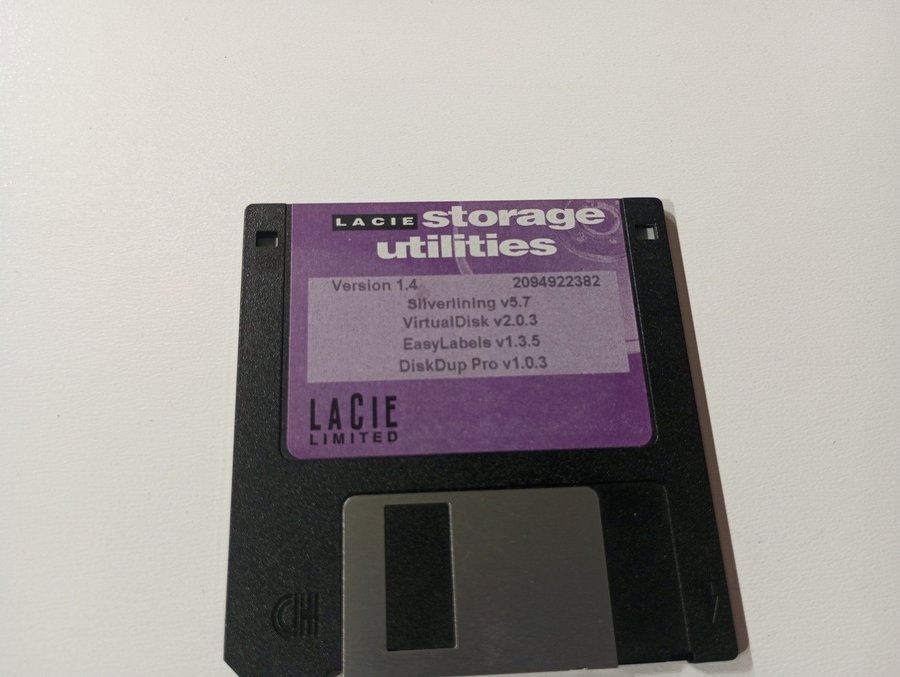 LACIE storage
utilities
Version 1.4 2094922382
Silverlining v5.7
VirtualDisk v2.0.3
EasyLabels v1.3.5
DiskDup Pro v1.0.3
LACIE
LIMITED